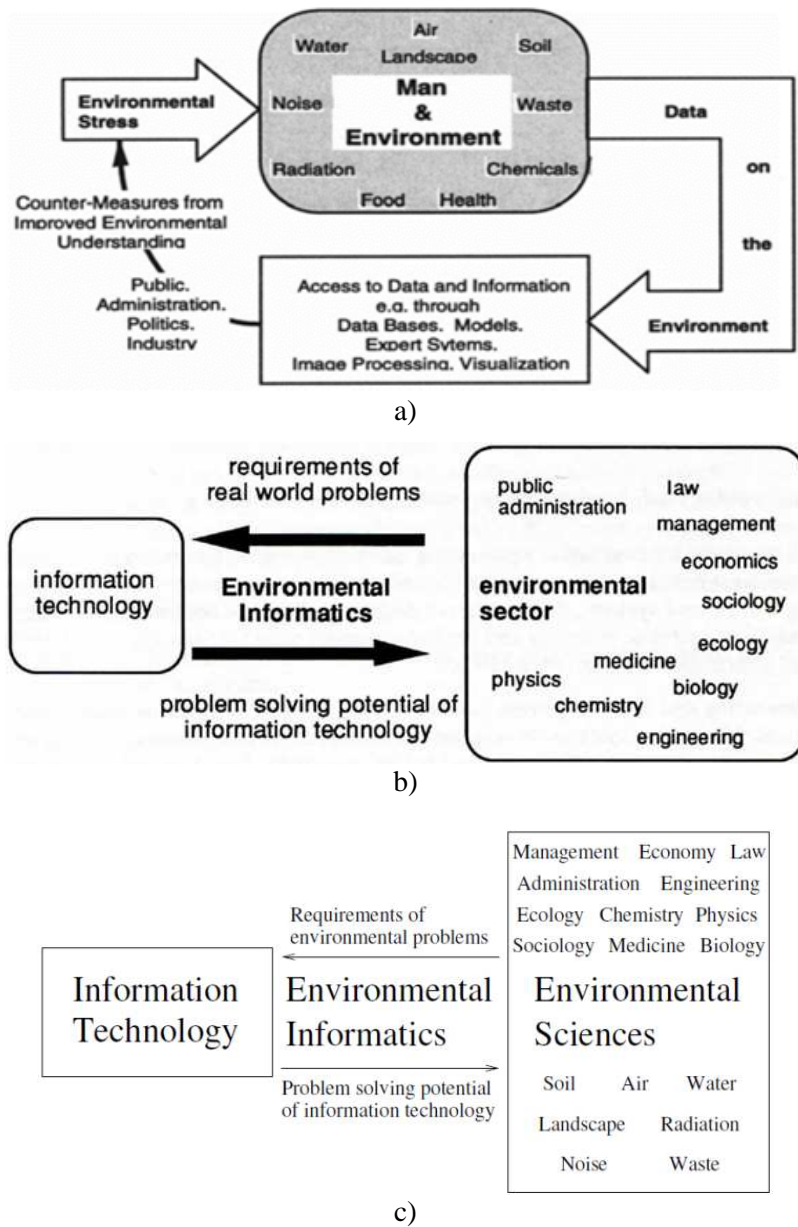 Air
Water Soil
Landscape
Environmental
Stress
Noise
Man
&
Environment
Waste
Data
Radiation Chemicals
on
Food Health
the
Environment
Counter-Measures from
Improved Environmental
Understanding
Public.
Administration.
Politics.
Industry
Access to Data and Information
e.g. through
Data Bases. Models.
Expert Sytems.
Image Processing. Visualization
a)
requirements of
real world problems
information
technology
Environmental
Informatics
problem solving potential of
information technology
public
administration
law
management
economics
environmental
sector
sociology
ecology
medicine
physics
biology
chemistry
engineering
b)
Management Economy Law
Administration Engineering
Ecology Chemistry Physics
Sociology Medicine Biology
Requirements of
environmental problems
Information
Technology
Environmental
Informatics
Environmental
Sciences
Problem solving potential
of information technology
Soil Air Water
Landscape Radiation
Noise Waste
c)